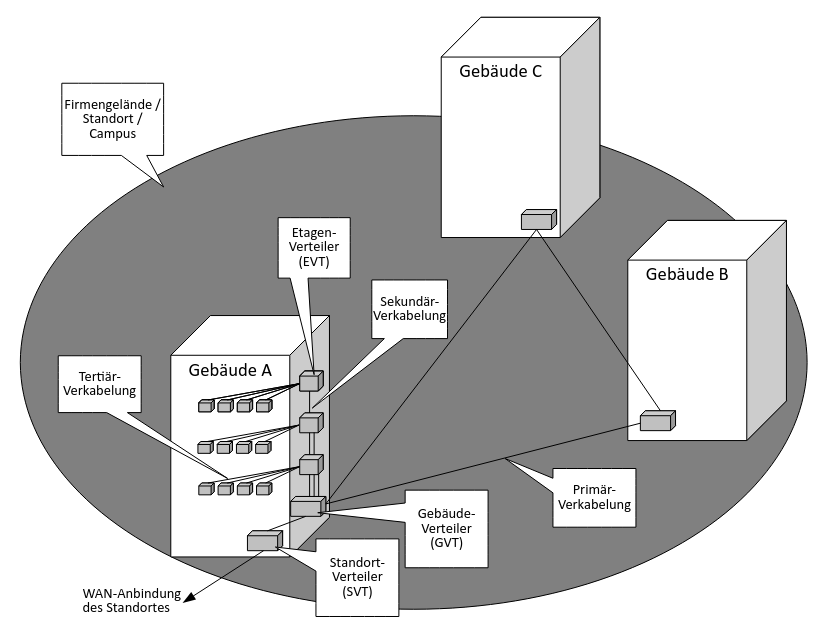 Gebäude C
Firmengelände /
Standort /
Campus
Etagen-
Verteiler
(EVT)
Gebäude B
Sekundär-
Verkabelung
Gebäude A
Tertiär-
Verkabelung
Primär-
Verkabelung
Gebäude-
Verteiler
(GVT)
Standort-
Verteiler
(SVT)
WAN-Anbindung
des Standortes